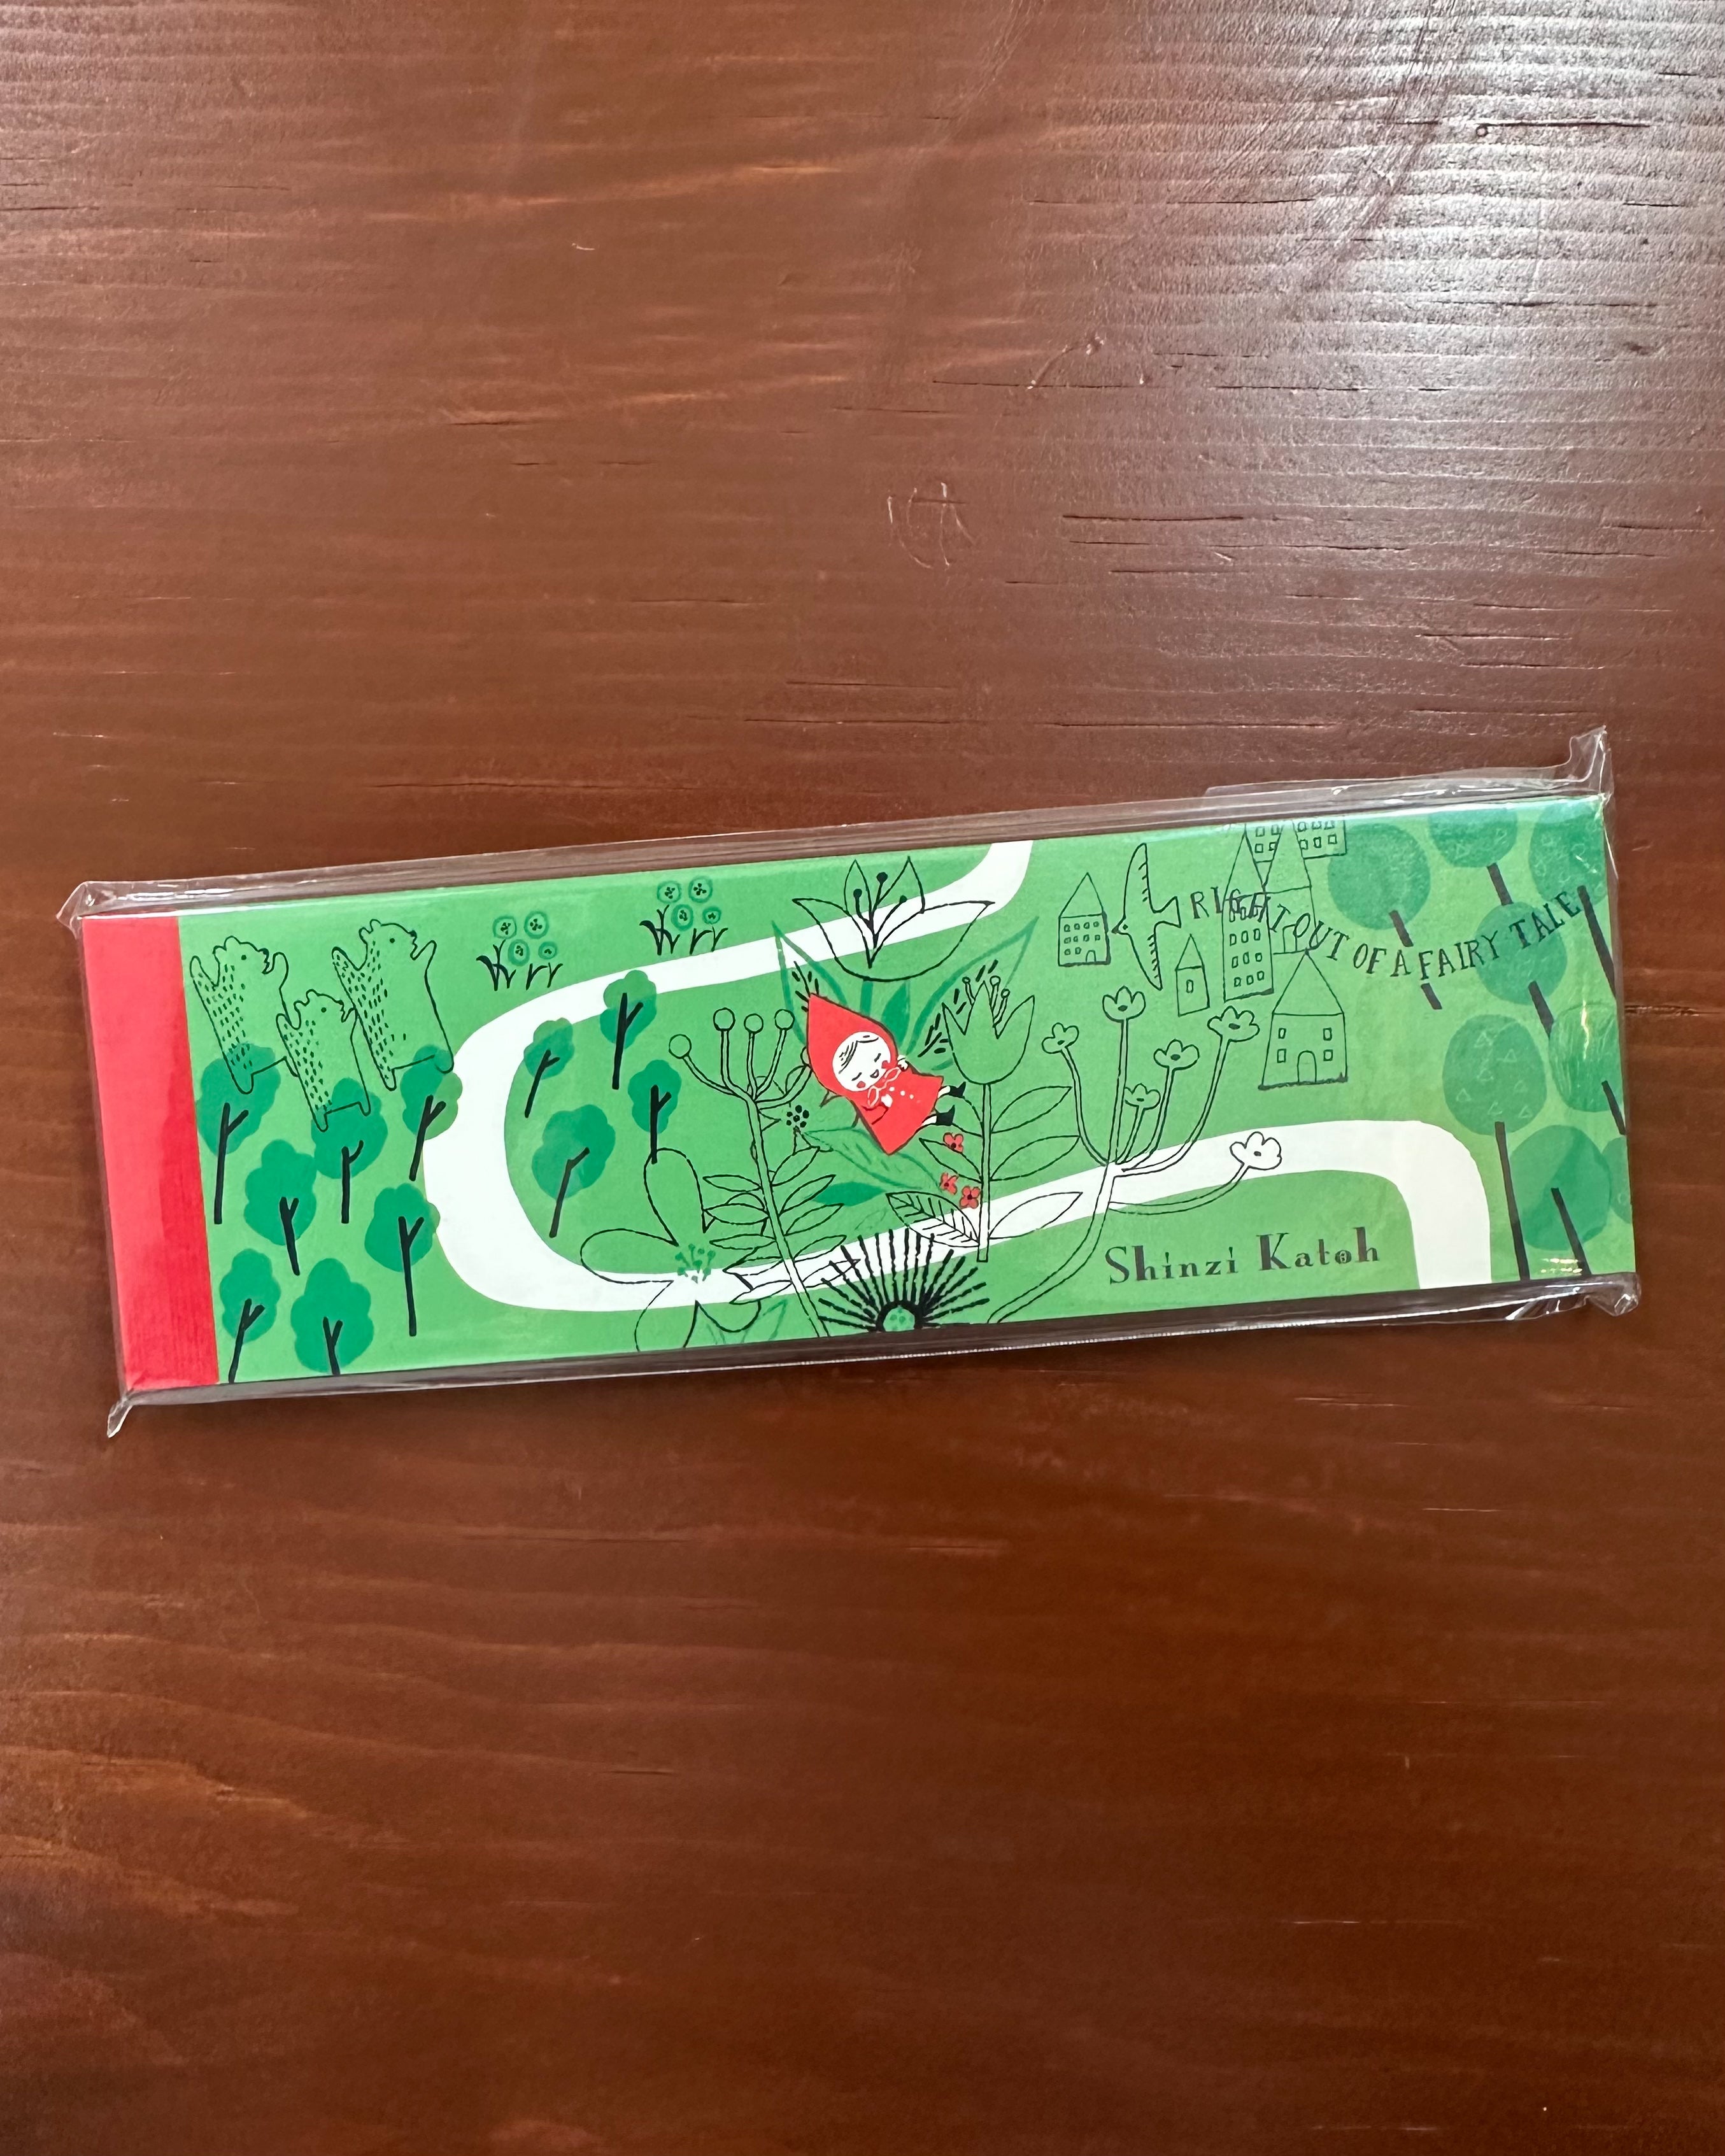 RIGHT OUT OF A FAIRY TALE
Shinzi Katoh